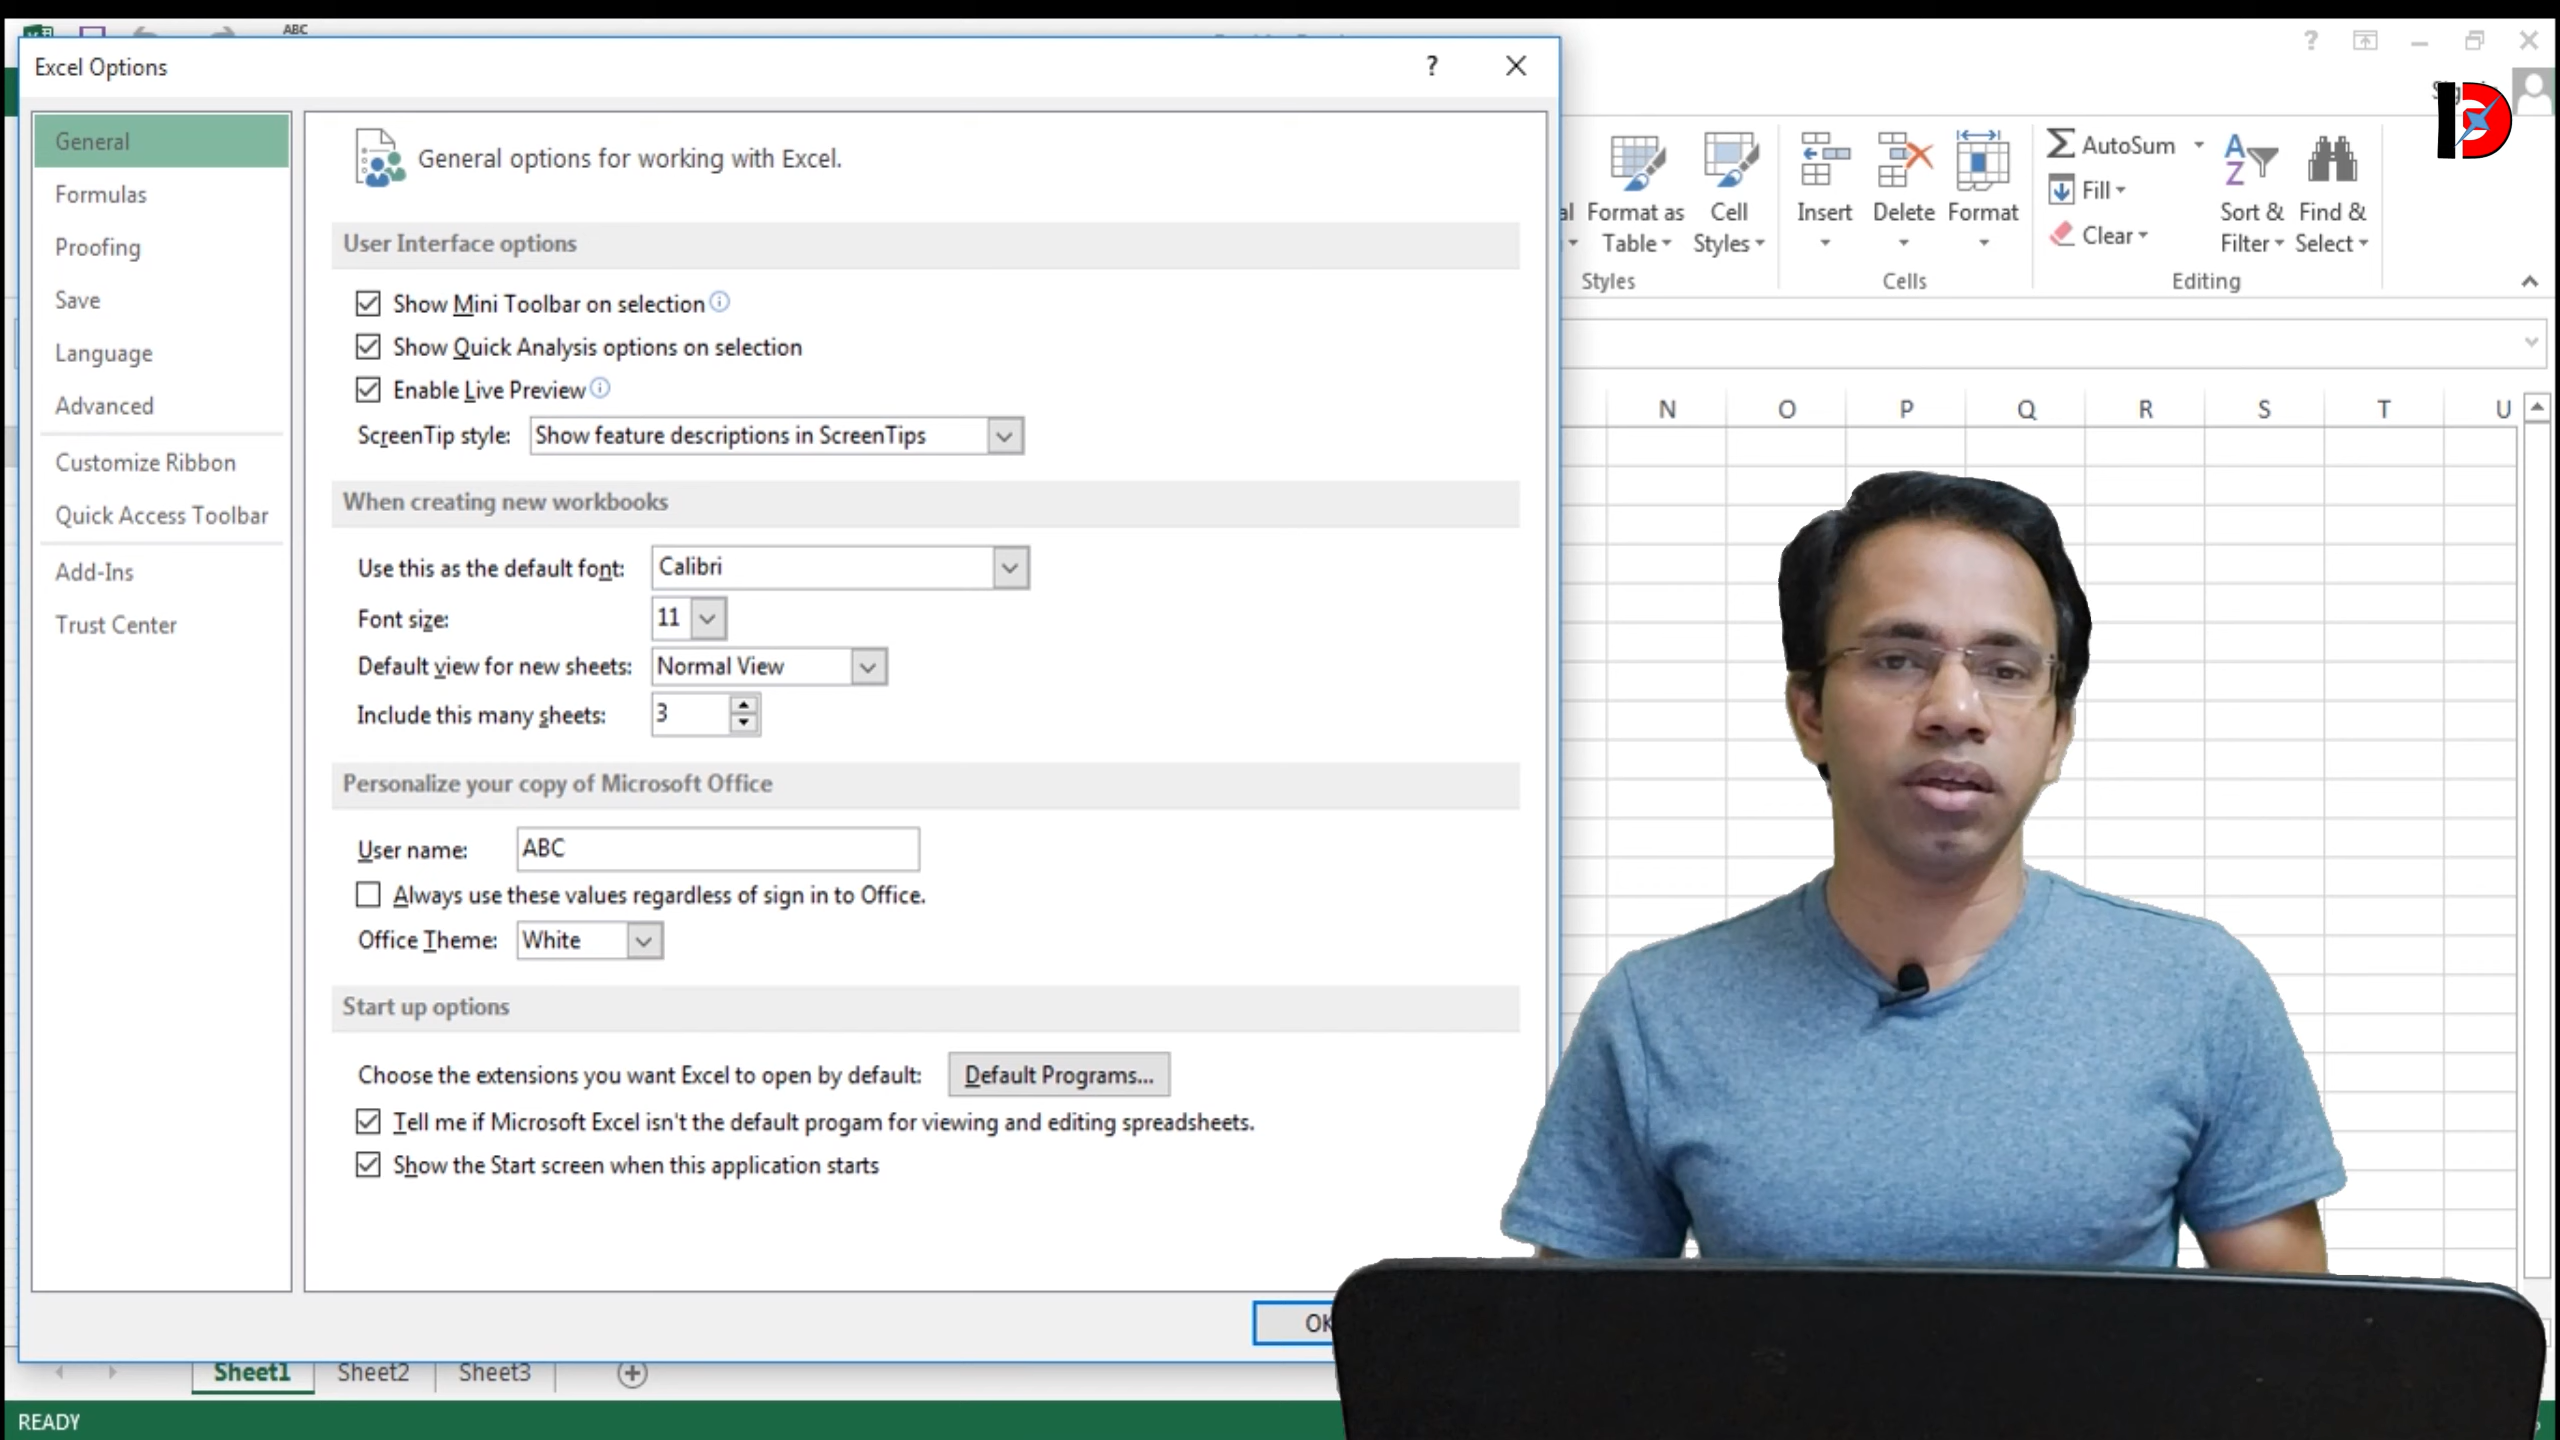 ABC
Excel Options
?
General
Formulas
Proofing
Save
Language
Advanced
Customize Ribbon
Quick Access Toolbar
Add-Ins
Trust Center
General options for working with Excel.
User Interface options
Show Mini Toolbar on selection
Show Quick Analysis options on selection
Enable Live Preview
ScreenTip style: Show feature descriptions in ScreenTips
When creating new workbooks
Use this as the default font: Calibri
Font size: 11
Default view for new sheets: Normal View
Include this many sheets: 3
Personalize your copy of Microsoft Office
User name: ABC
Always use these values regardless of sign in to Office.
Office Theme: White
Start up options
Choose the extensions you want Excel to open by default: Default Programs...
Tell me if Microsoft Excel isn't the default progam for viewing and editing spreadsheets.
Show the Start screen when this application starts
OK
?
Format as Table
Cell Styles
Insert
Delete
Format
AutoSum
Fill
Clear
Sort & Filter
Find & Select
Styles
Cells
Editing
N O P Q R S T U
Sheet1 Sheet2 Sheet3
READY